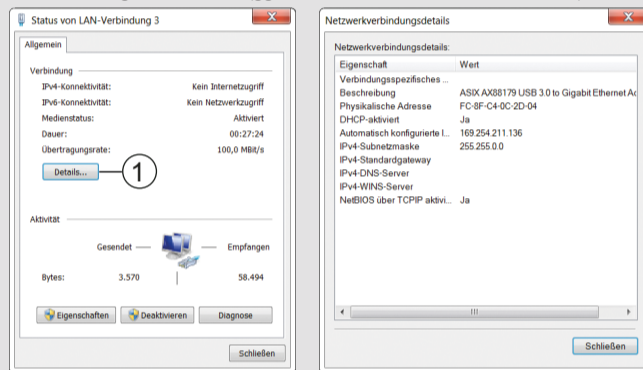 Status von LAN-Verbindung 3
Allgemein
Verbindung
IPv4-Konnektivität: Kein Internetzugriff
IPv6-Konnektivität: Kein Netzwerkzugriff
Medienstatus: Aktiviert
Dauer: 00:27:24
Übertragungsrate: 100,0 MBit/s
Details...
1
Aktivität
Gesendet Empfangen
Bytes: 3.570 58.494
Eigenschaften Deaktivieren Diagnose
Schließen
Netzwerkverbindungsdetails
Netzwerkverbindungsdetails:
Eigenschaft Wert
Verbindungsspezifisches ...
Beschreibung ASIX AX88179 USB 3.0 to Gigabit Ethernet Ac
Physikalische Adresse FC-8F-C4-0C-2D-04
DHCP-aktiviert Ja
Automatisch konfigurierte I... 169.254.211.136
IPv4-Subnetzmaske 255.255.0.0
IPv4-Standardgateway
IPv4-DNS-Server
IPv4-WINS-Server
NetBIOS über TCPIP aktivi... Ja
Schließen